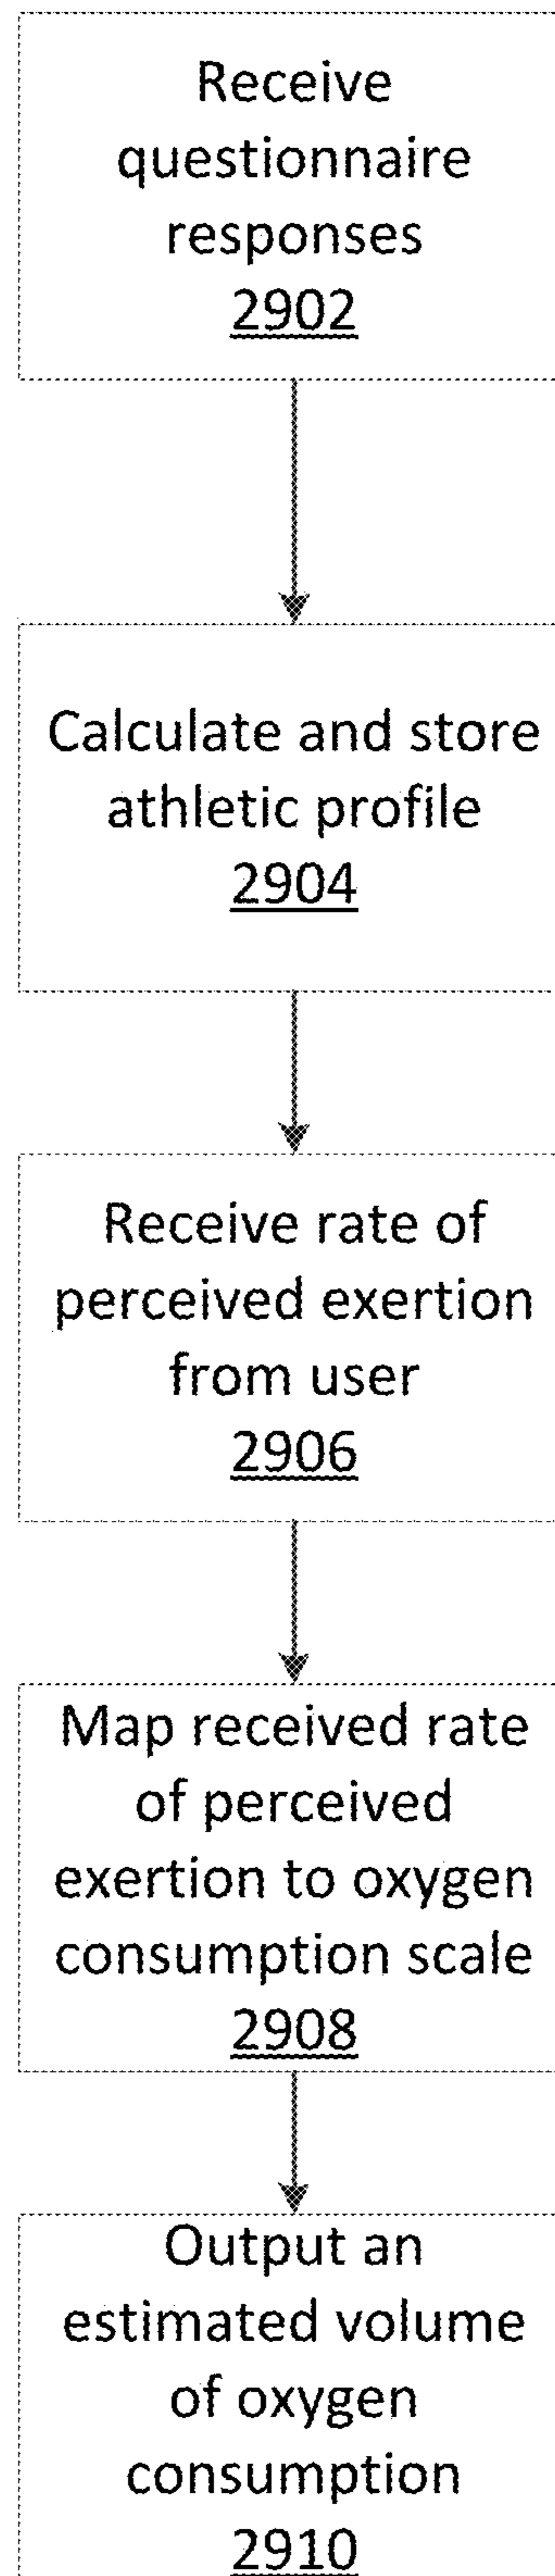 Receive
questionnaire
responses
2902
Calculate and store
athletic profile
2904
Receive rate of
perceived exertion
from user
2906
Map received rate
of perceived
exertion to oxygen
consumption scale
2908
Output an
estimated volume
of oxygen
consumption
2910